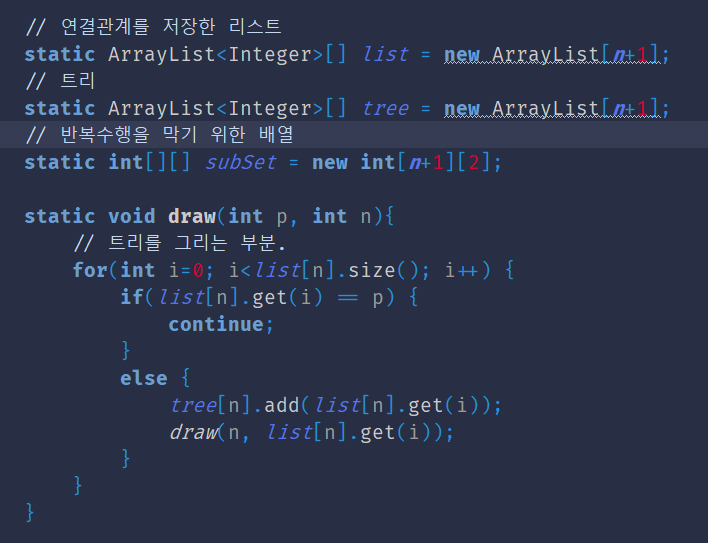 // 연결관계를 저장한 리스트
static ArrayList<Integer>[] list = new ArrayList[n+1];
// 트리
static ArrayList<Integer>[] tree = new ArrayList[n+1];
// 반복수행을 막기 위한 배열
static int[][] subSet = new int[n+1][2];
static void draw(int p, int n){
// 트리를 그리는 부분.
for(int i=0; i<list[n].size(); i++) {
if(list[n].get(i) == p) {
continue;
}
else {
tree[n].add(list[n].get(i));
draw(n, list[n].get(i));
}
}
}